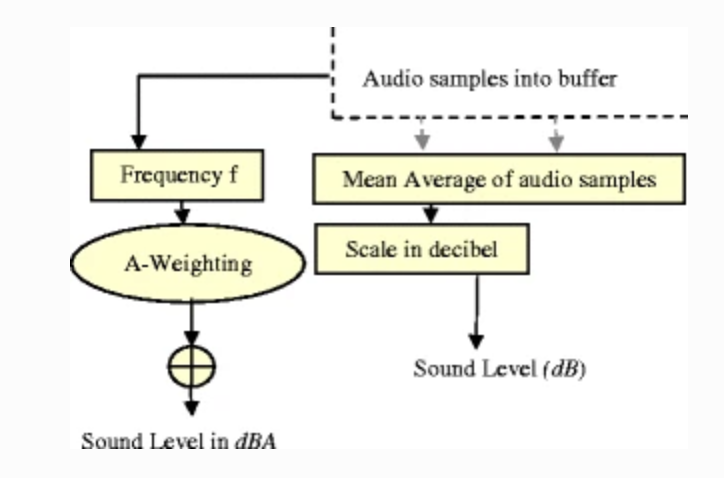 Audio samples into buffer
Frequency f
Mean Average of audio samples
A-Weighting
Scale in decibel
Sound Level (dB)
Sound Level in dBA